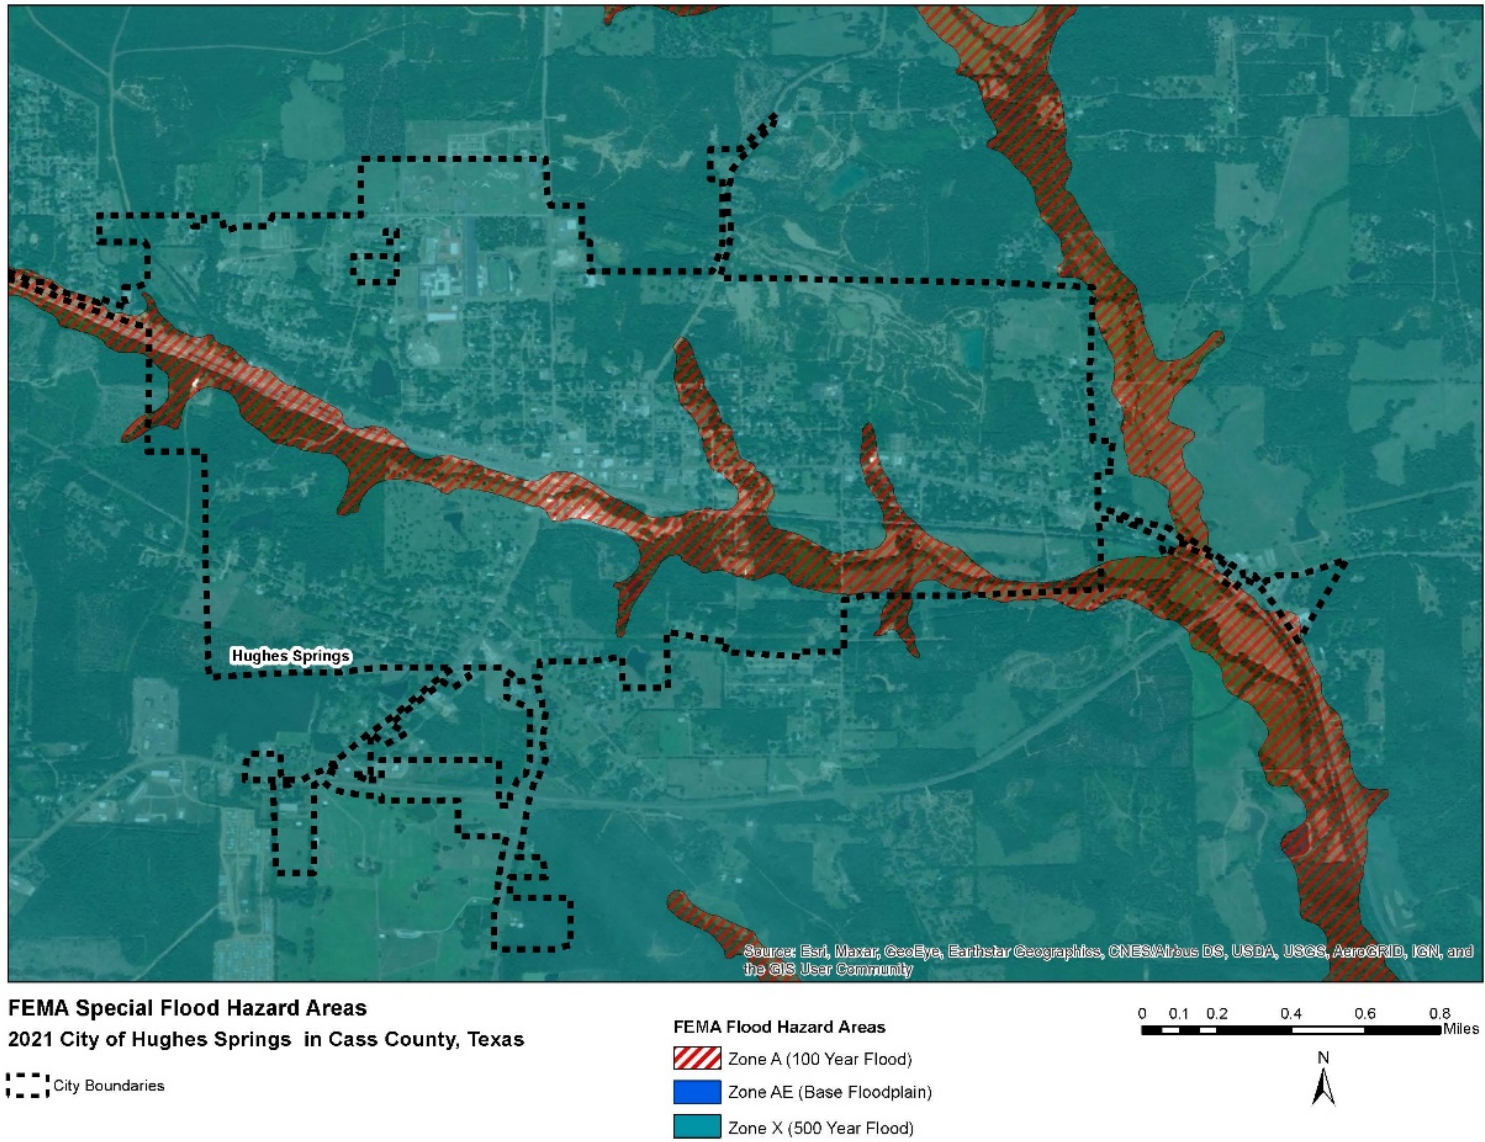 Hughes Springs
Source: Esri, Maxar, GeoEye, Earthstar Geographics, CNES/Airbus DS, USDA, USGS, AeroGRID, IGN, and
the GIS User Community
FEMA Special Flood Hazard Areas
2021 City of Hughes Springs in Cass County, Texas
City Boundaries
FEMA Flood Hazard Areas
Zone A (100 Year Flood)
Zone AE (Base Floodplain)
Zone X (500 Year Flood)
0 0.1 0.2 0.4 0.6 0.8
Miles
N